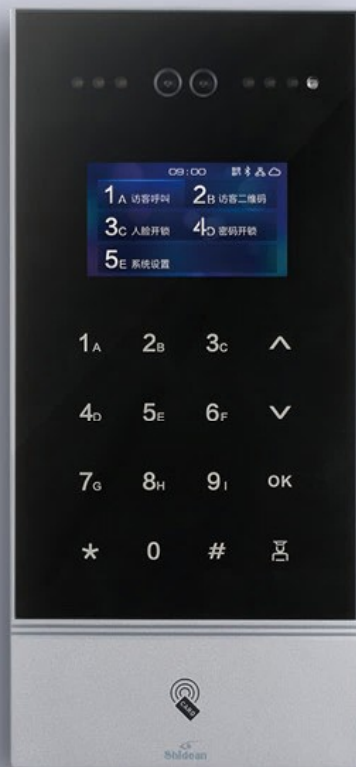 09:00
1A 访客呼叫 2B 访客二维码
3C 人脸开锁 4D 密码开锁
5E 系统设置
1A 2B 3C
4D 5E 6F
7G 8H 9I OK
* 0 #
CARD
Shidean